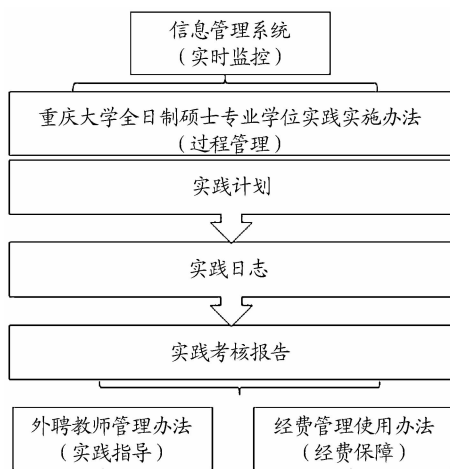 信息管理系统
(实时监控)
重庆大学全日制硕士专业学位实践实施办法
(过程管理)
实践计划
实践日志
实践考核报告
外聘教师管理办法
(实践指导)
经费管理使用办法
(经费保障)